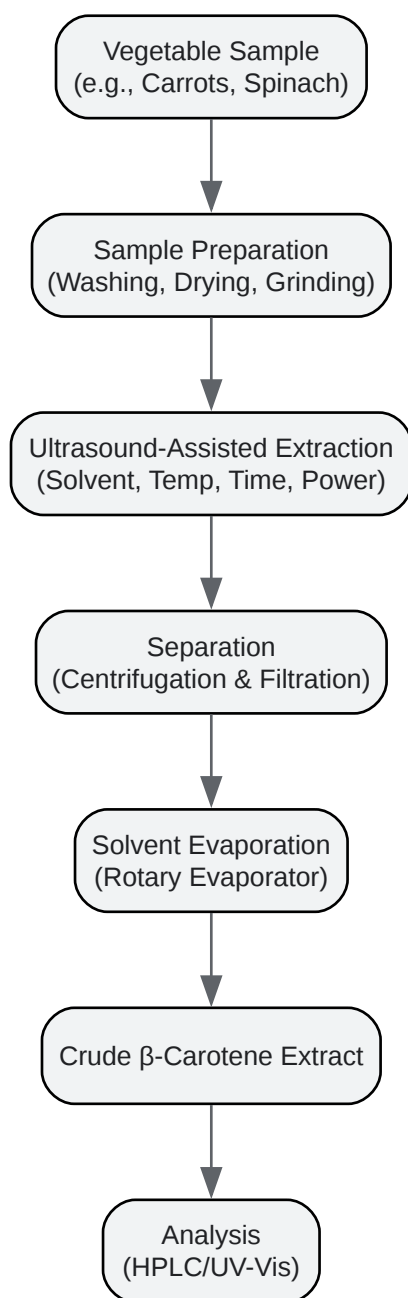 Vegetable Sample
(e.g., Carrots, Spinach)
Sample Preparation
(Washing, Drying, Grinding)
Ultrasound-Assisted Extraction
(Solvent, Temp, Time, Power)
Separation
(Centrifugation & Filtration)
Solvent Evaporation
(Rotary Evaporator)
Crude β-Carotene Extract
Analysis
(HPLC/UV-Vis)